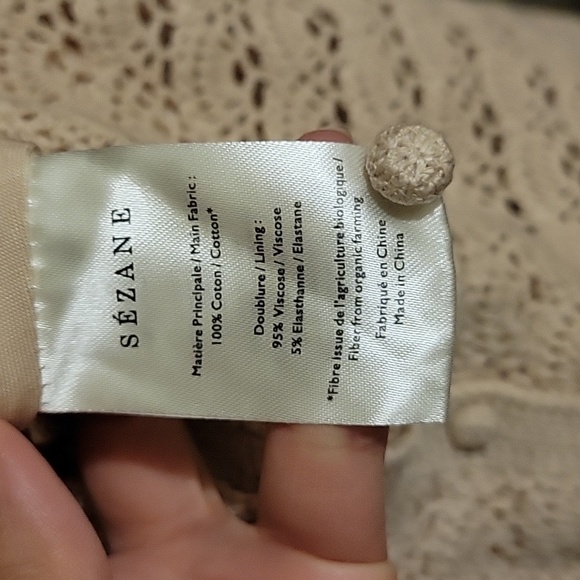 SÉZANE
Matière Principale / Main Fabric :
100% Coton / Cotton*
Doublure / Lining :
95% Viscose / Viscose
5% Elasthanne / Elastane
*Fibre issue de l'agriculture biologique /
Fiber from organic farming
Fabriqué en Chine
Made in China